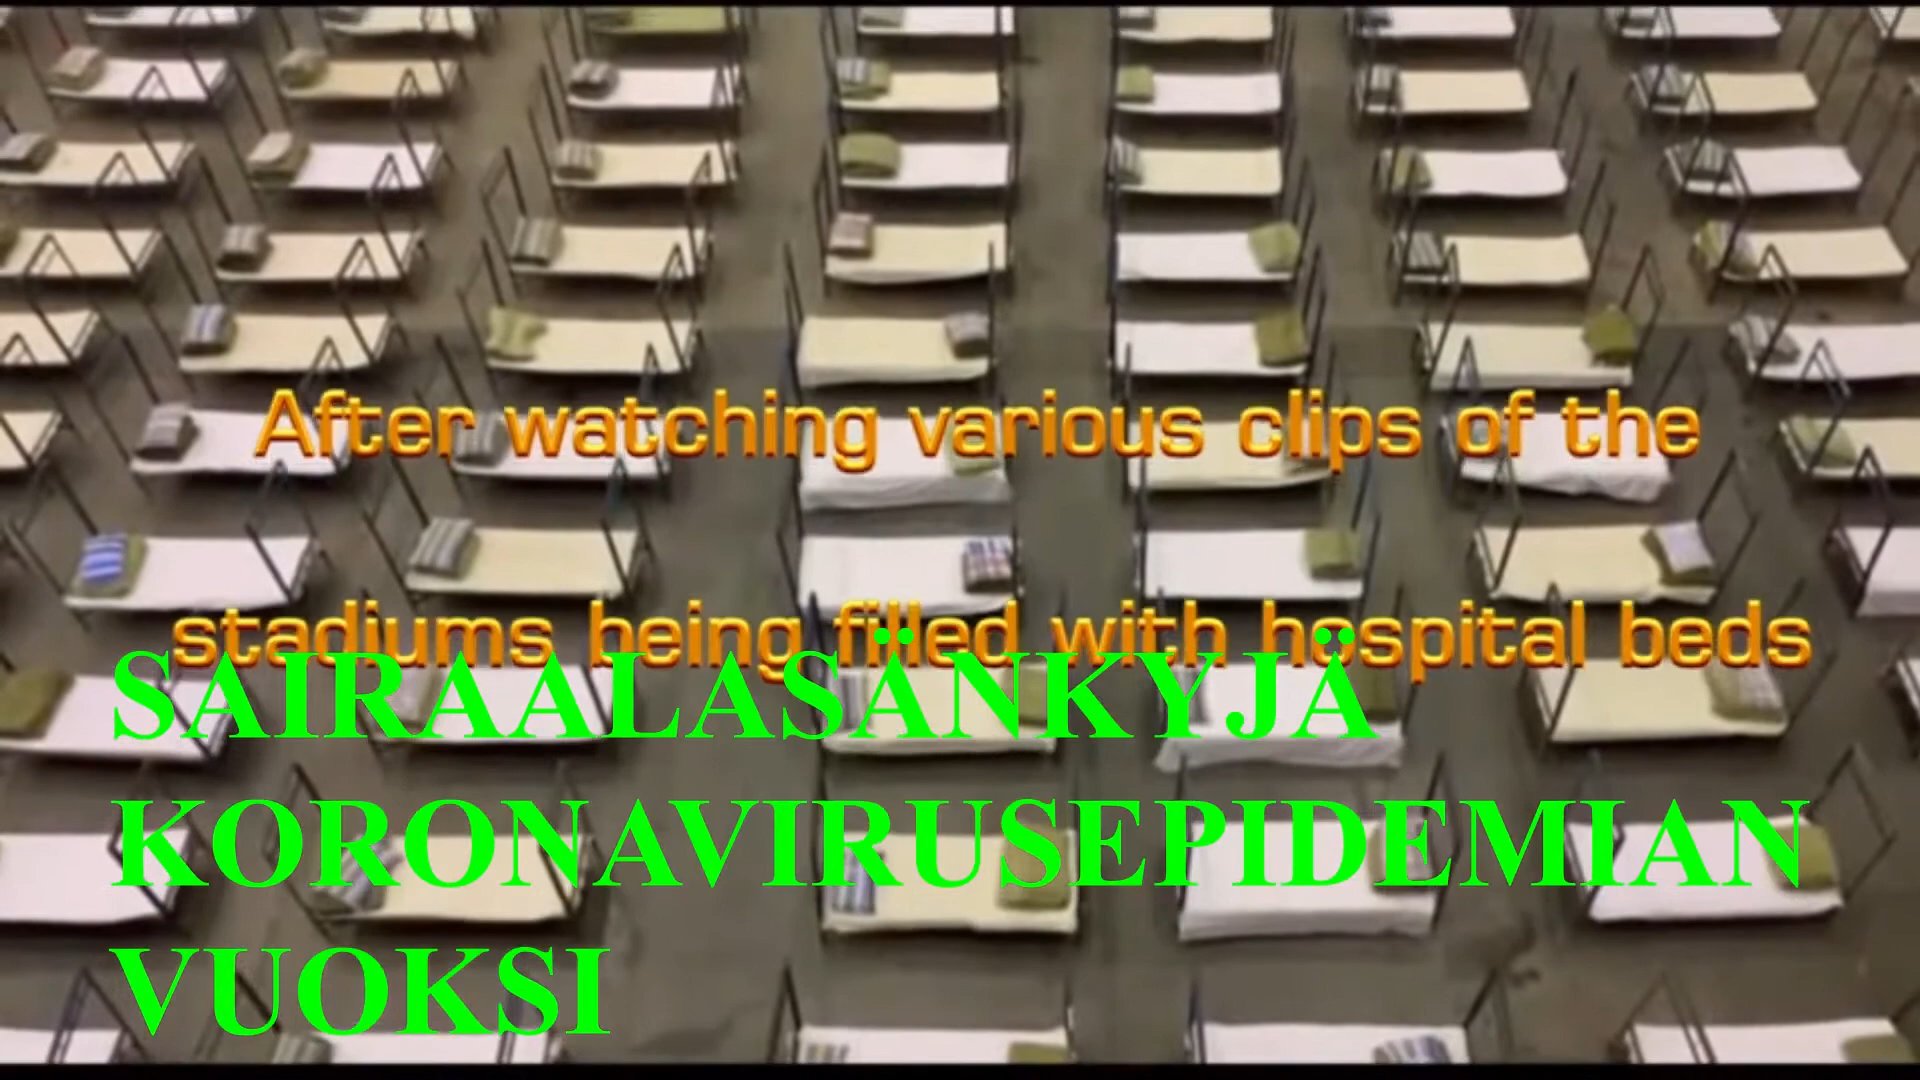 After watching various clips of the
stadiums being filled with hospital beds
SAIRAALASÄNKYJÄ
KORONAVIRUSEPIDEMIAN
VUOKSI